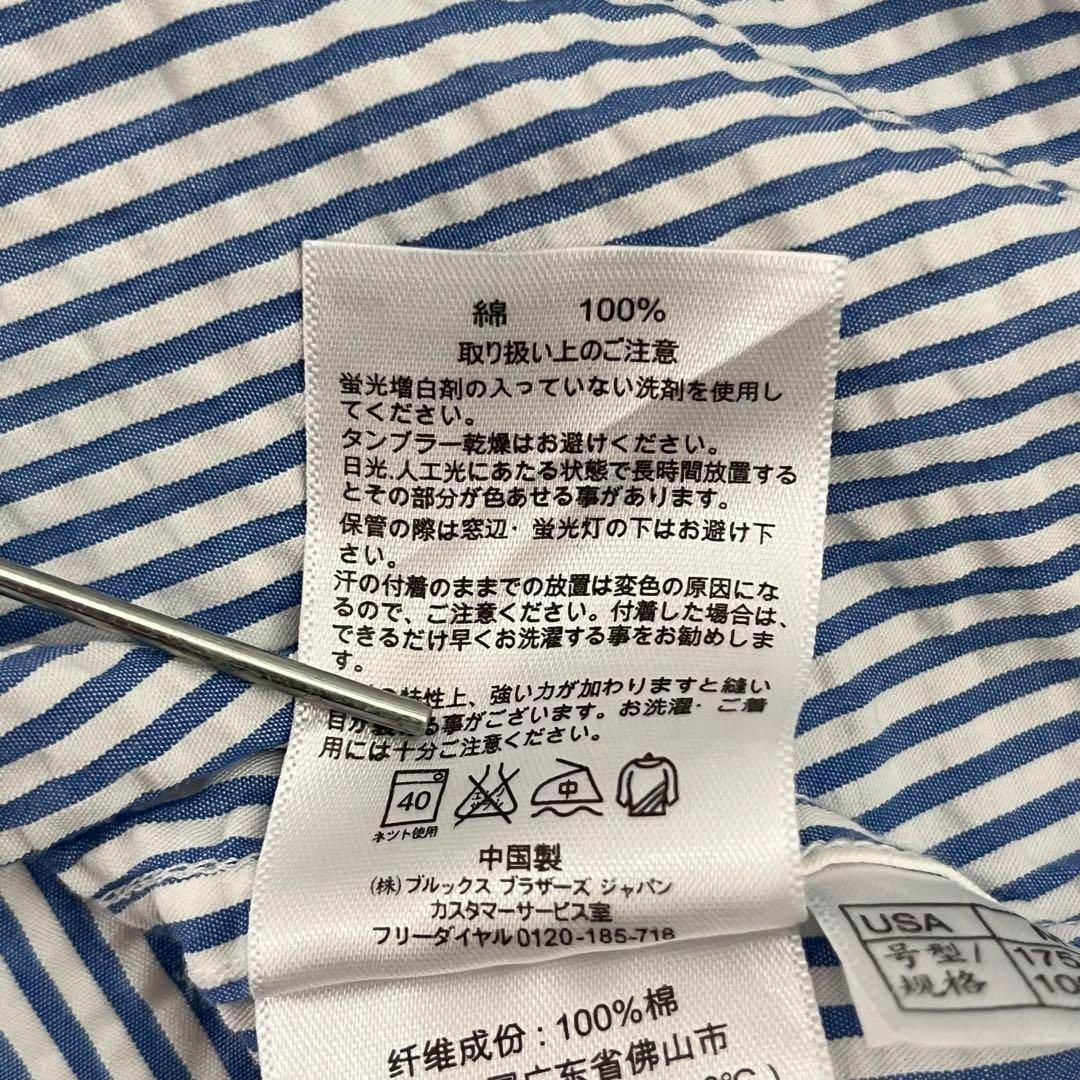 綿 100%
取り扱い上のご注意
蛍光増白剤の入っていない洗剤を使用し
てください。
タンブラー乾燥はお避けください。
日光.人工光にあたる状態で長時間放置する
とその部分が色あせる事があります。
保管の際は窓辺・蛍光灯の下はお避け下
さい。
汗の付着のままでの放置は変色の原因にな
るので、ご注意ください。付着した場合は、
できるだけ早くお洗濯する事をお勧めしま
す。
の特性上、強い力が加わりますと縫い
目が る事がございます。お洗濯・ご着
用には十分ご注意ください。
40
中
ネット使用
中国製
(株)ブルックス ブラザーズ ジャパン
カスタマーサービス室
フリーダイヤル0120-185-718
USA
号型/
规格
175
纤维成份：100%棉
广东省佛山市